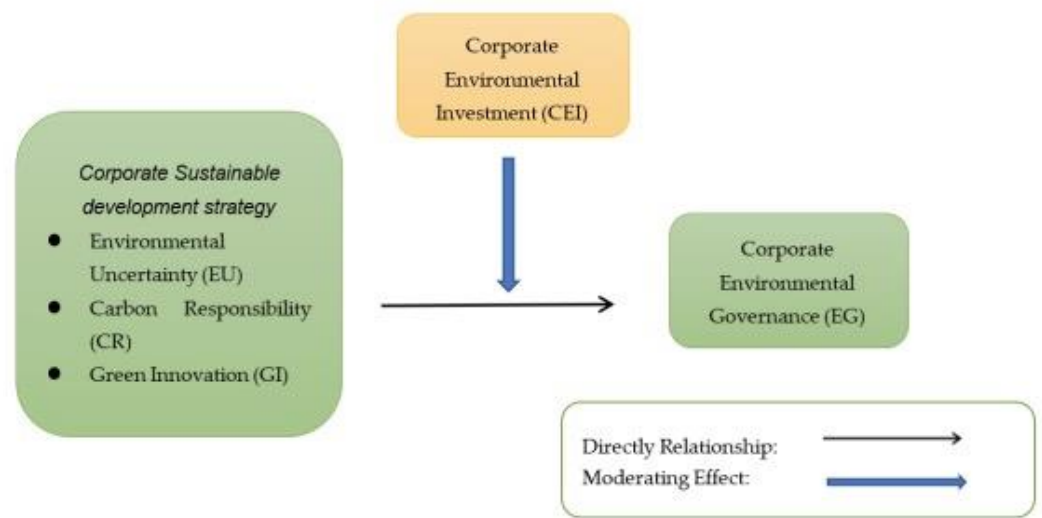 Corporate
Environmental
Investment (CEI)
Corporate Sustainable
development strategy
● Environmental
Uncertainty (EU)
● Carbon Responsibility
(CR)
● Green Innovation (GI)
Corporate
Environmental
Governance (EG)
Directly Relationship:
Moderating Effect: